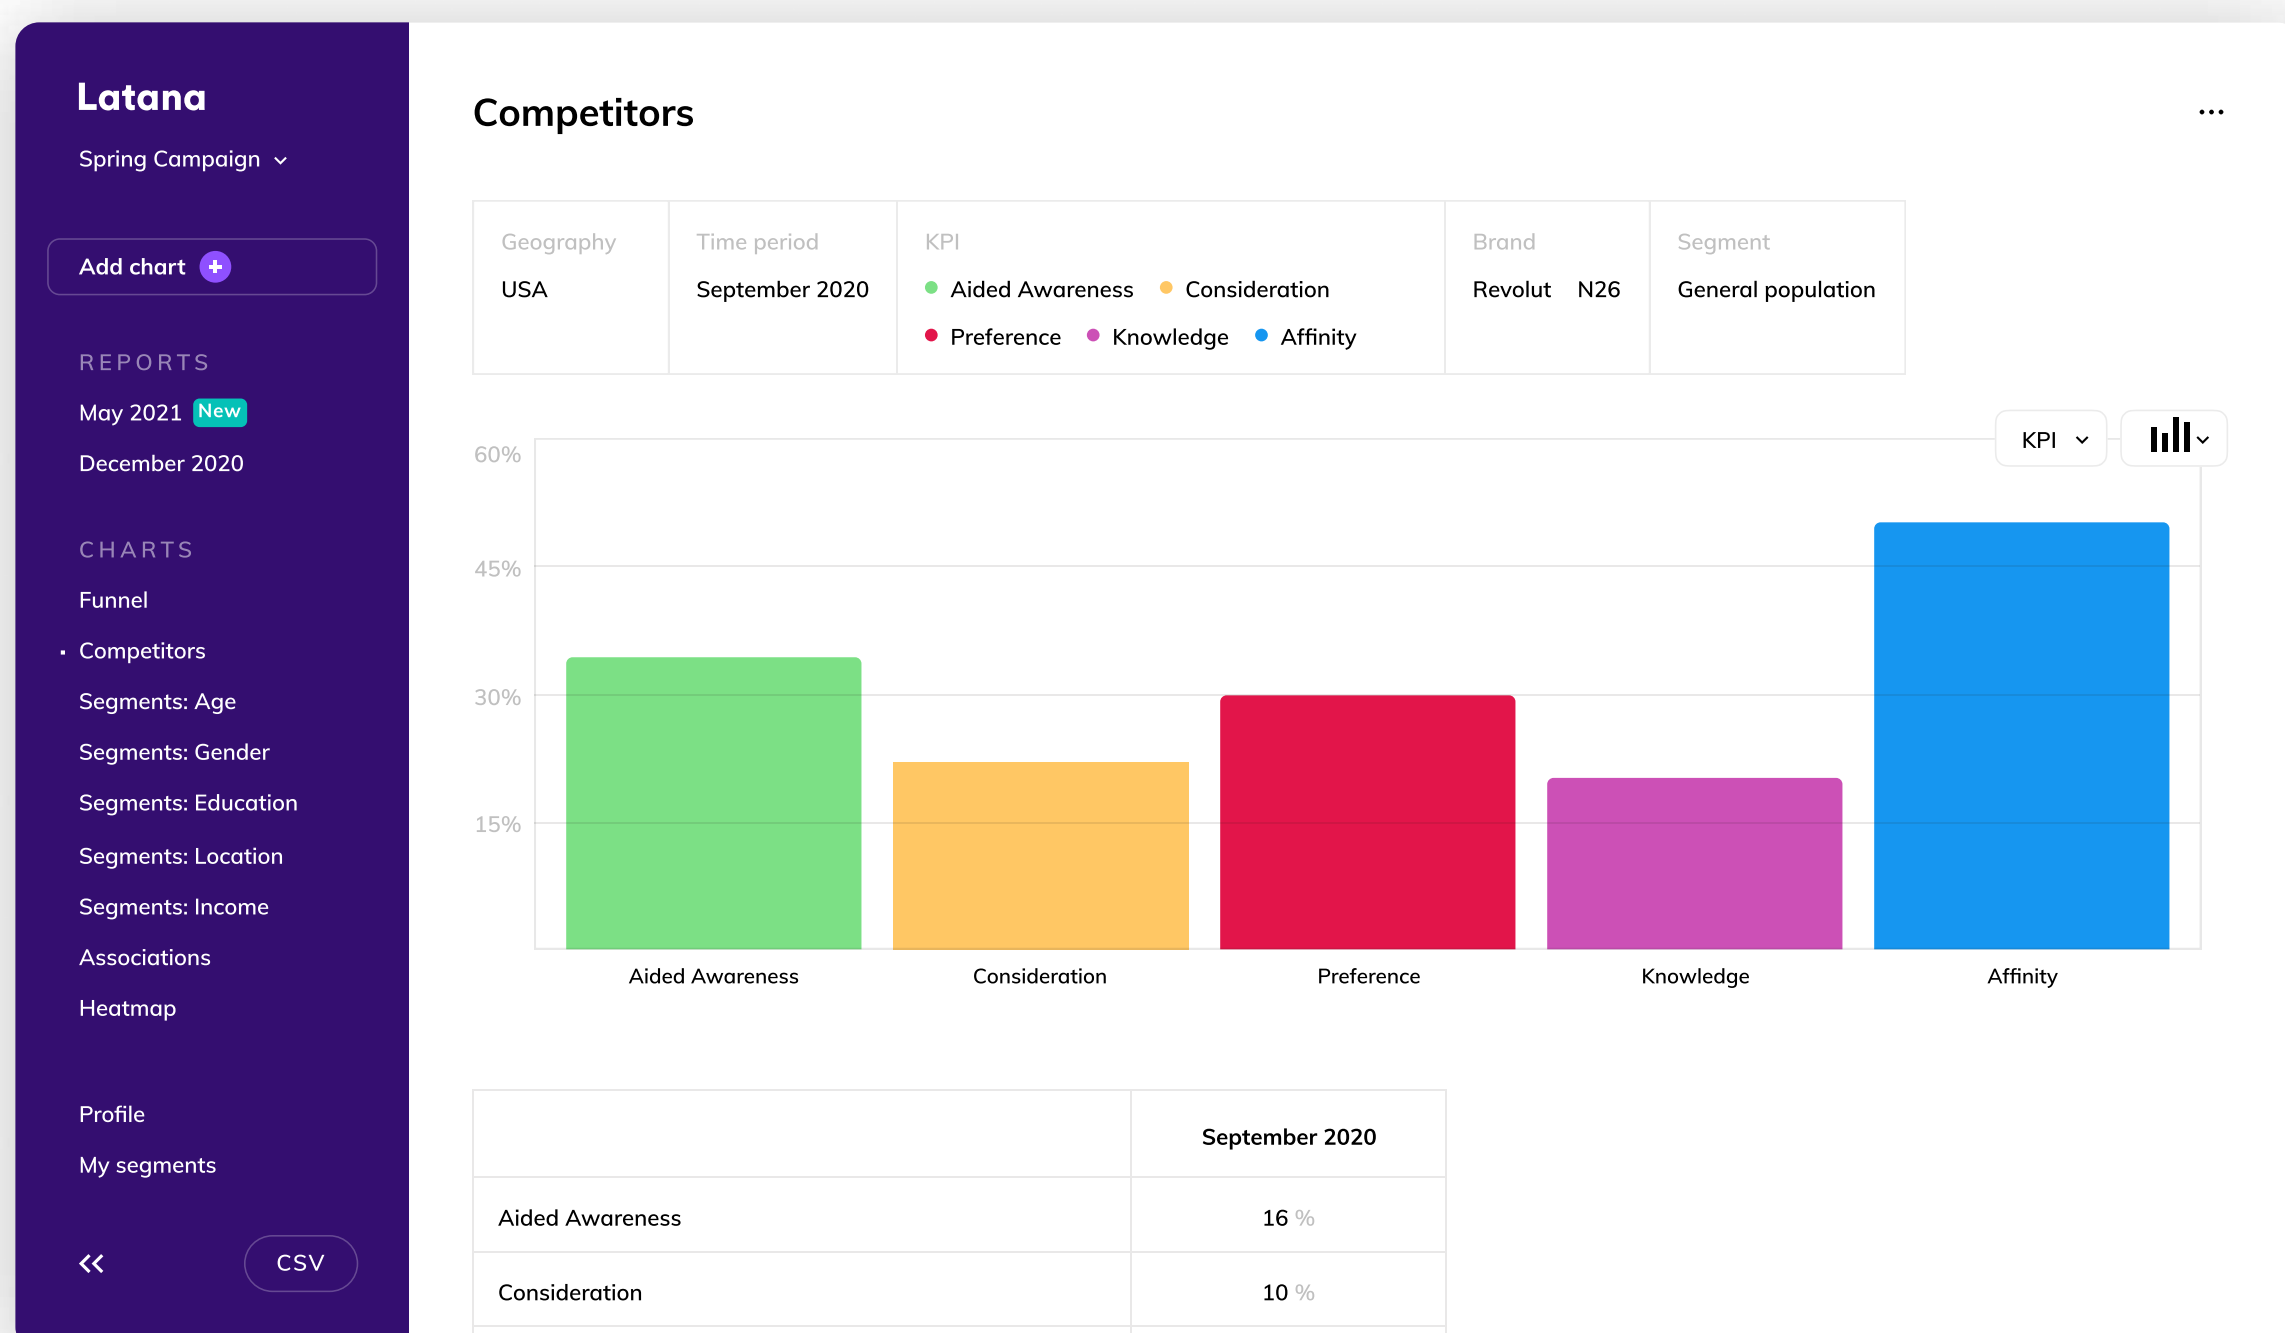 Latana
Spring Campaign
Add chart
REPORTS
May 2021 New
December 2020
CHARTS
Funnel
Competitors
Segments: Age
Segments: Gender
Segments: Education
Segments: Location
Segments: Income
Associations
Heatmap
Profile
My segments
CSV
Competitors
Geography
USA
Time period
September 2020
KPI
Aided Awareness Consideration
Preference Knowledge Affinity
Brand
Revolut N26
Segment
General population
KPI
60%
45%
30%
15%
Aided Awareness Consideration Preference Knowledge Affinity
September 2020
Aided Awareness 16 %
Consideration 10 %